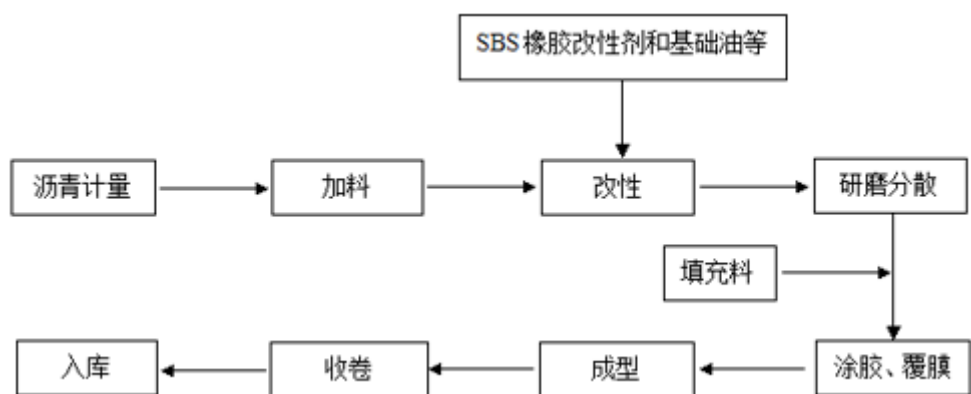 SBS橡胶改性剂和基础油等
沥青计量
加料
改性
研磨分散
填充料
入库
收卷
成型
涂胶、覆膜